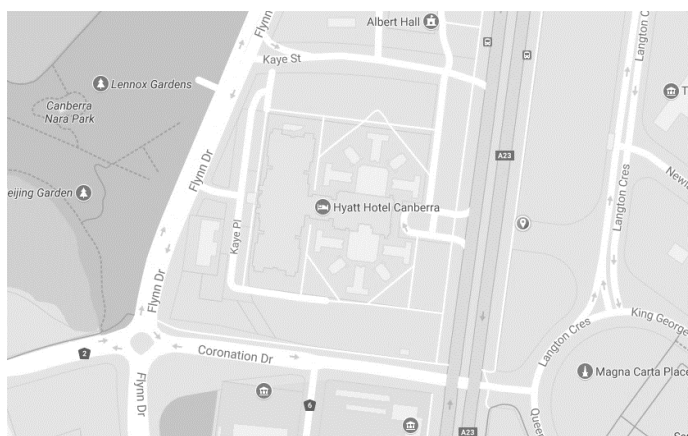 Flynn
Albert Hall
Kaye St
Langton C
Lennox Gardens
T
Canberra
Nara Park
Flynn Dr
A23
Newl
Langton Cres
eijing Garden
Hyatt Hotel Canberra
Kaye Pl
Flynn Dr
King George
Langton Cres
2
Coronation Dr
Magna Carta Place
Flynn Dr
6
Quee
A23